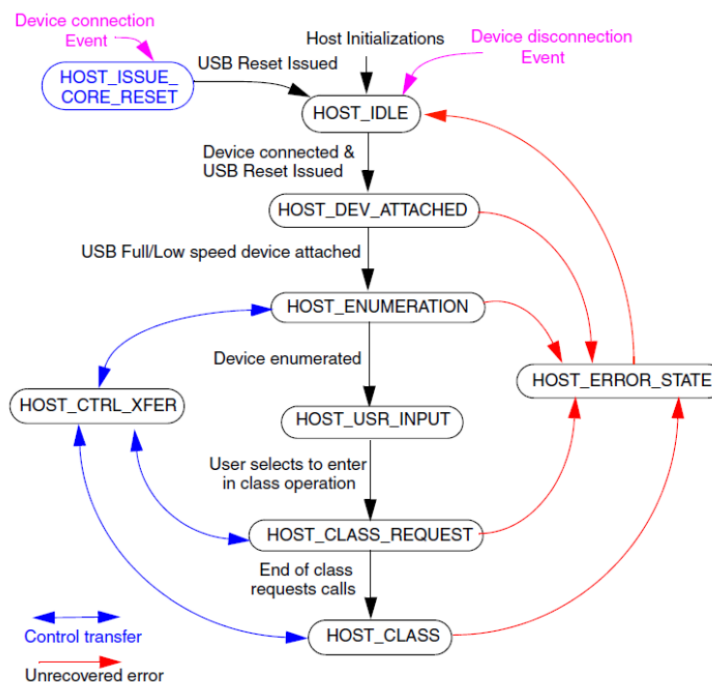 Device connection
Event
Host Initializations
Device disconnection
Event
USB Reset Issued
HOST_ISSUE_
CORE_RESET
HOST_IDLE
Device connected &
USB Reset Issued
HOST_DEV_ATTACHED
USB Full/Low speed device attached
HOST_ENUMERATION
Device enumerated
HOST_CTRL_XFER
HOST_ERROR_STATE
HOST_USR_INPUT
User selects to enter
in class operation
HOST_CLASS_REQUEST
End of class
requests calls
HOST_CLASS
Control transfer
Unrecovered error